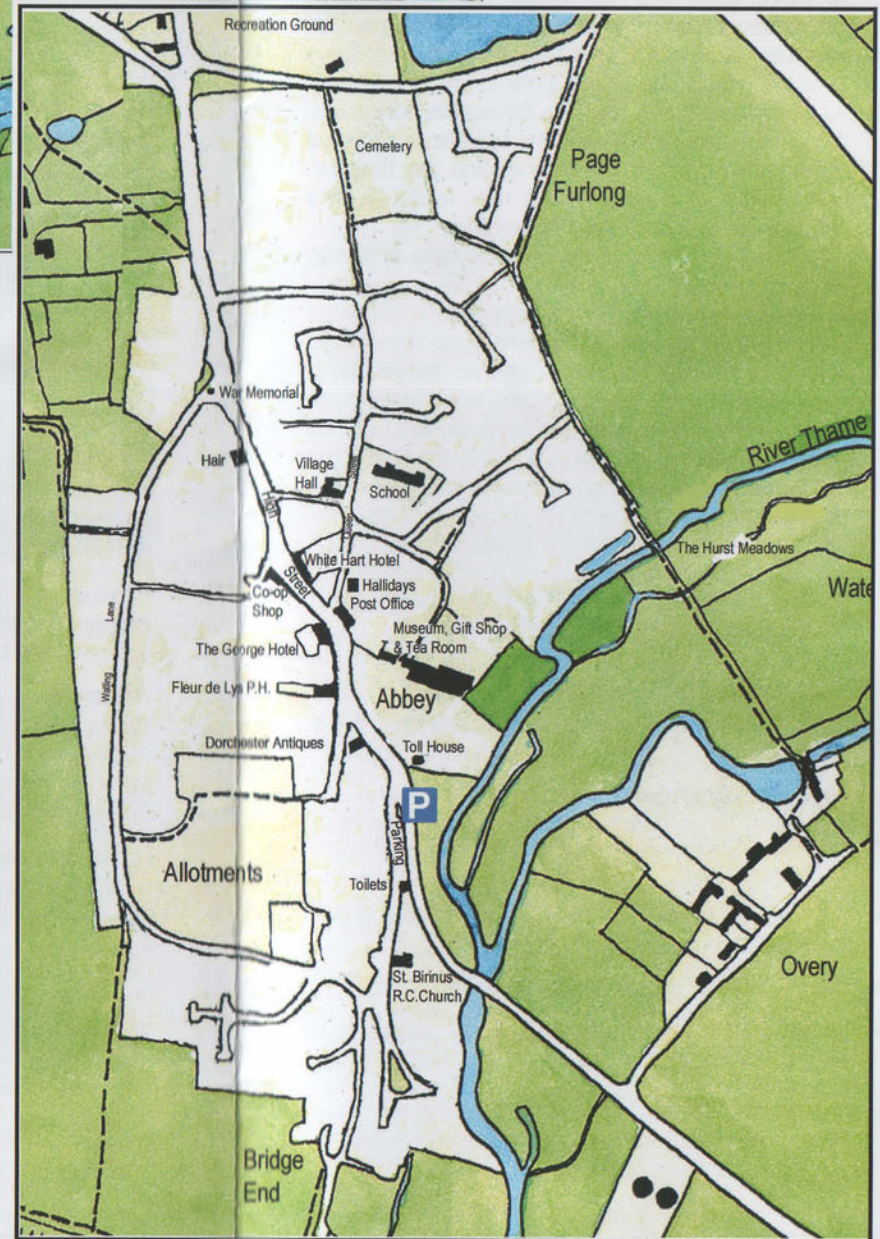 Recreation Ground
Cemetery
Page
Furlong
War Memorial
River Thame
Hair
Village
Hall
School
Queen
Street
High
Street
The Hurst Meadows
White Hart Hotel
Hallidays
Post Office
Co-op
Shop
Wate
Watling
Lane
Museum, Gift Shop
& Tea Room
The George Hotel
Fleur de Lys P.H.
Abbey
Dorchester Antiques
Toll House
P
Parking
Allotments
Toilets
Overy
St. Birinus
R.C.Church
Bridge
End